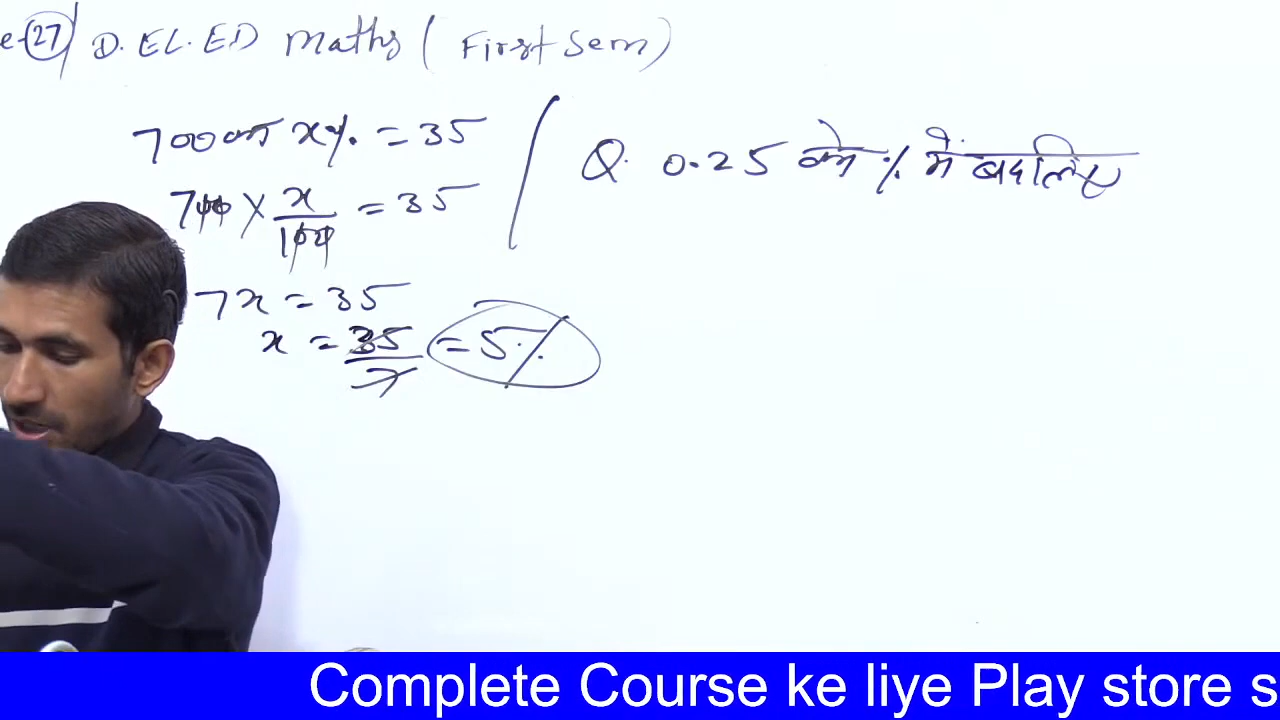 e-27 D.EL.ED Maths (First Sem)
700 का x% = 35
700 × x/100 = 35
7x = 35
x = 35/7 = 5%
Q. 0.25 को % में बदलिए
Complete Course ke liye Play store s